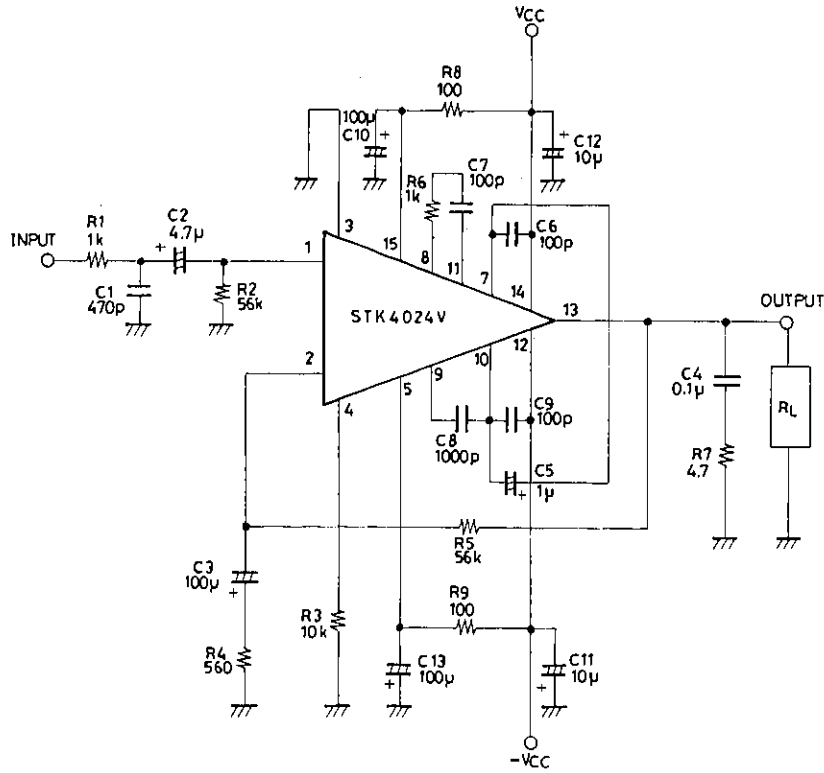 VCC
R8
100
100µ
C10
+
+
C12
10µ
C7
100p
R6
1k
C6
100p
C2
4.7µ
+
R1
1k
INPUT
C1
470p
R2
56k
1
3
15
8
11
7
14
13
STK4024V
OUTPUT
2
4
5
9
10
12
C9
100p
C8
1000p
C5
1µ
+
C4
0.1µ
R7
4.7
RL
R5
56k
C3
100µ
+
R4
560
R3
10k
R9
100
C13
100µ
+
C11
10µ
+
-VCC